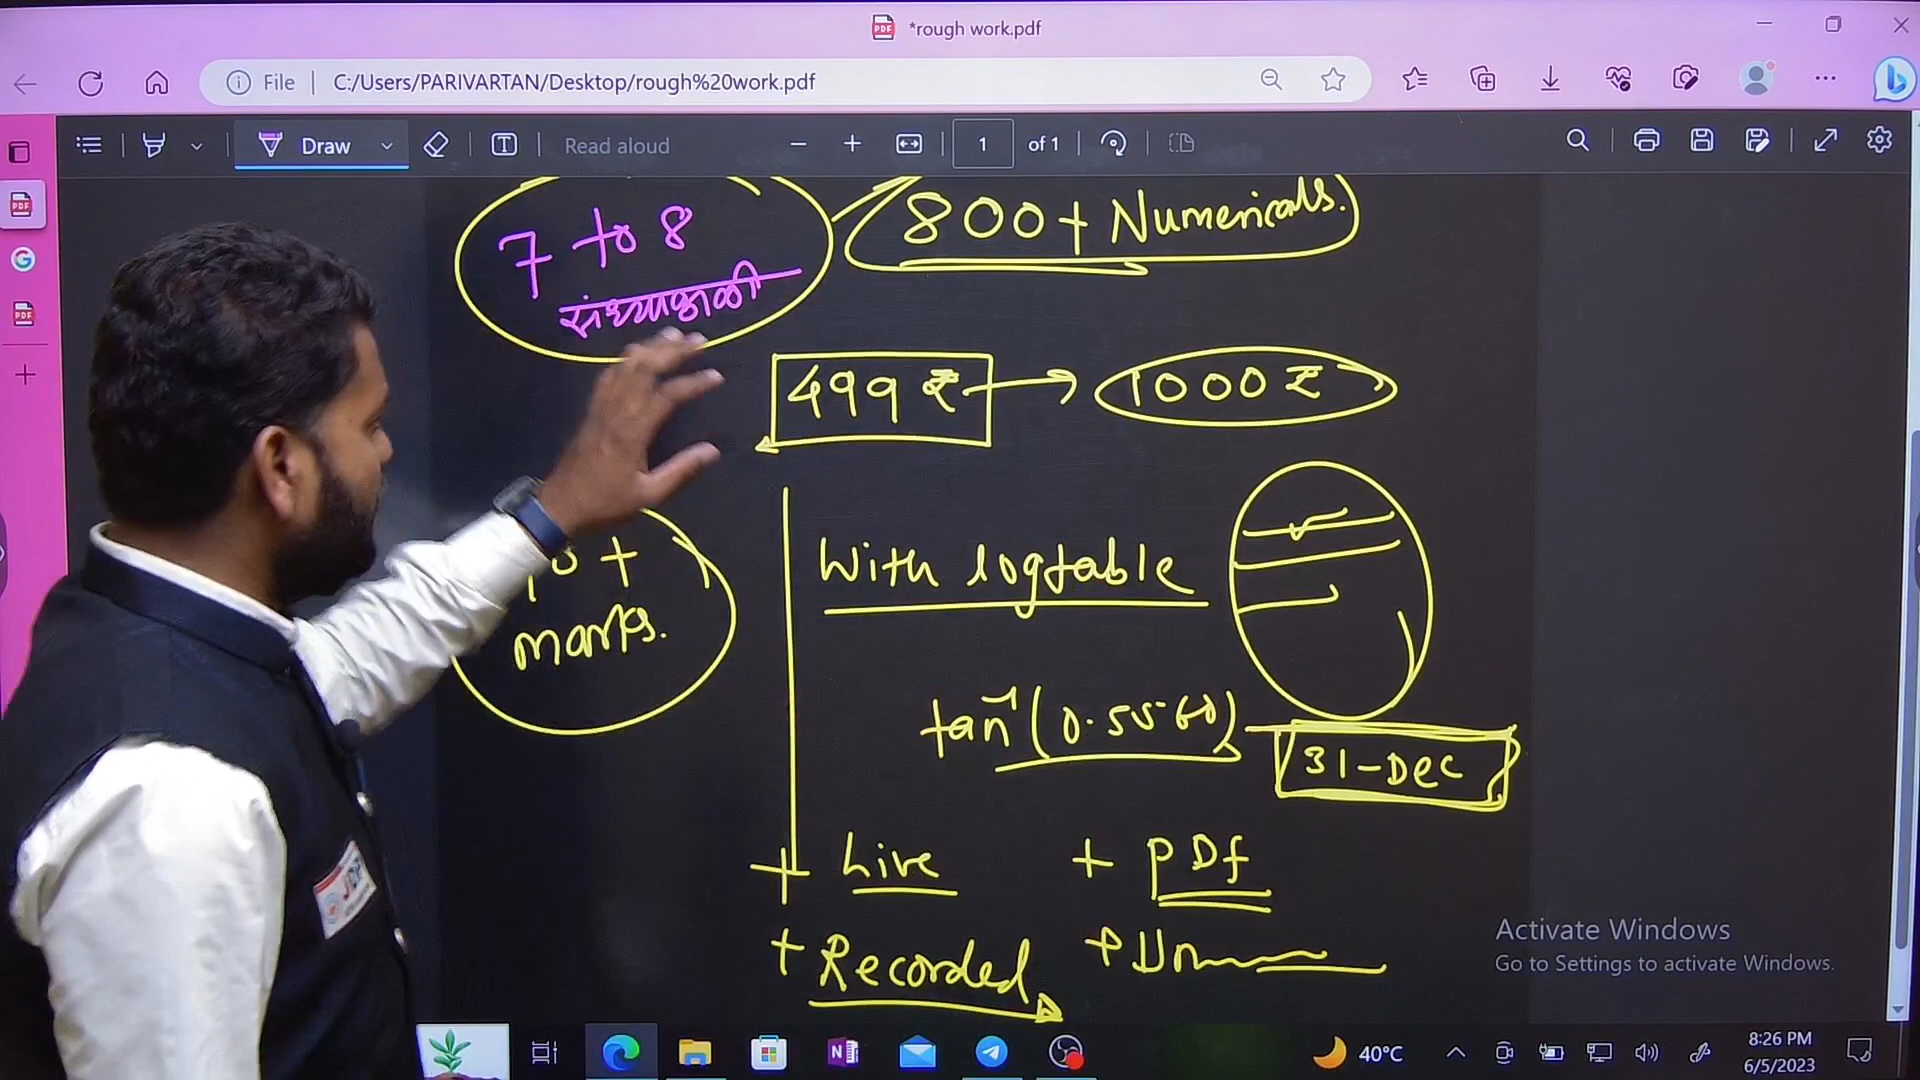 *rough work.pdf
File
C:/Users/PARIVARTAN/Desktop/rough%20work.pdf
Draw
Read aloud
1
of 1
7 to 8
संध्याकाळी
800+ Numericals.
499 ₹
1000 ₹
0 +
marks.
With logtable
tan⁻¹(0.5560)
31-Dec
+ Live
+ PDf
+ Recorded
+
Activate Windows
Go to Settings to activate Windows.
40°C
8:26 PM
6/5/2023